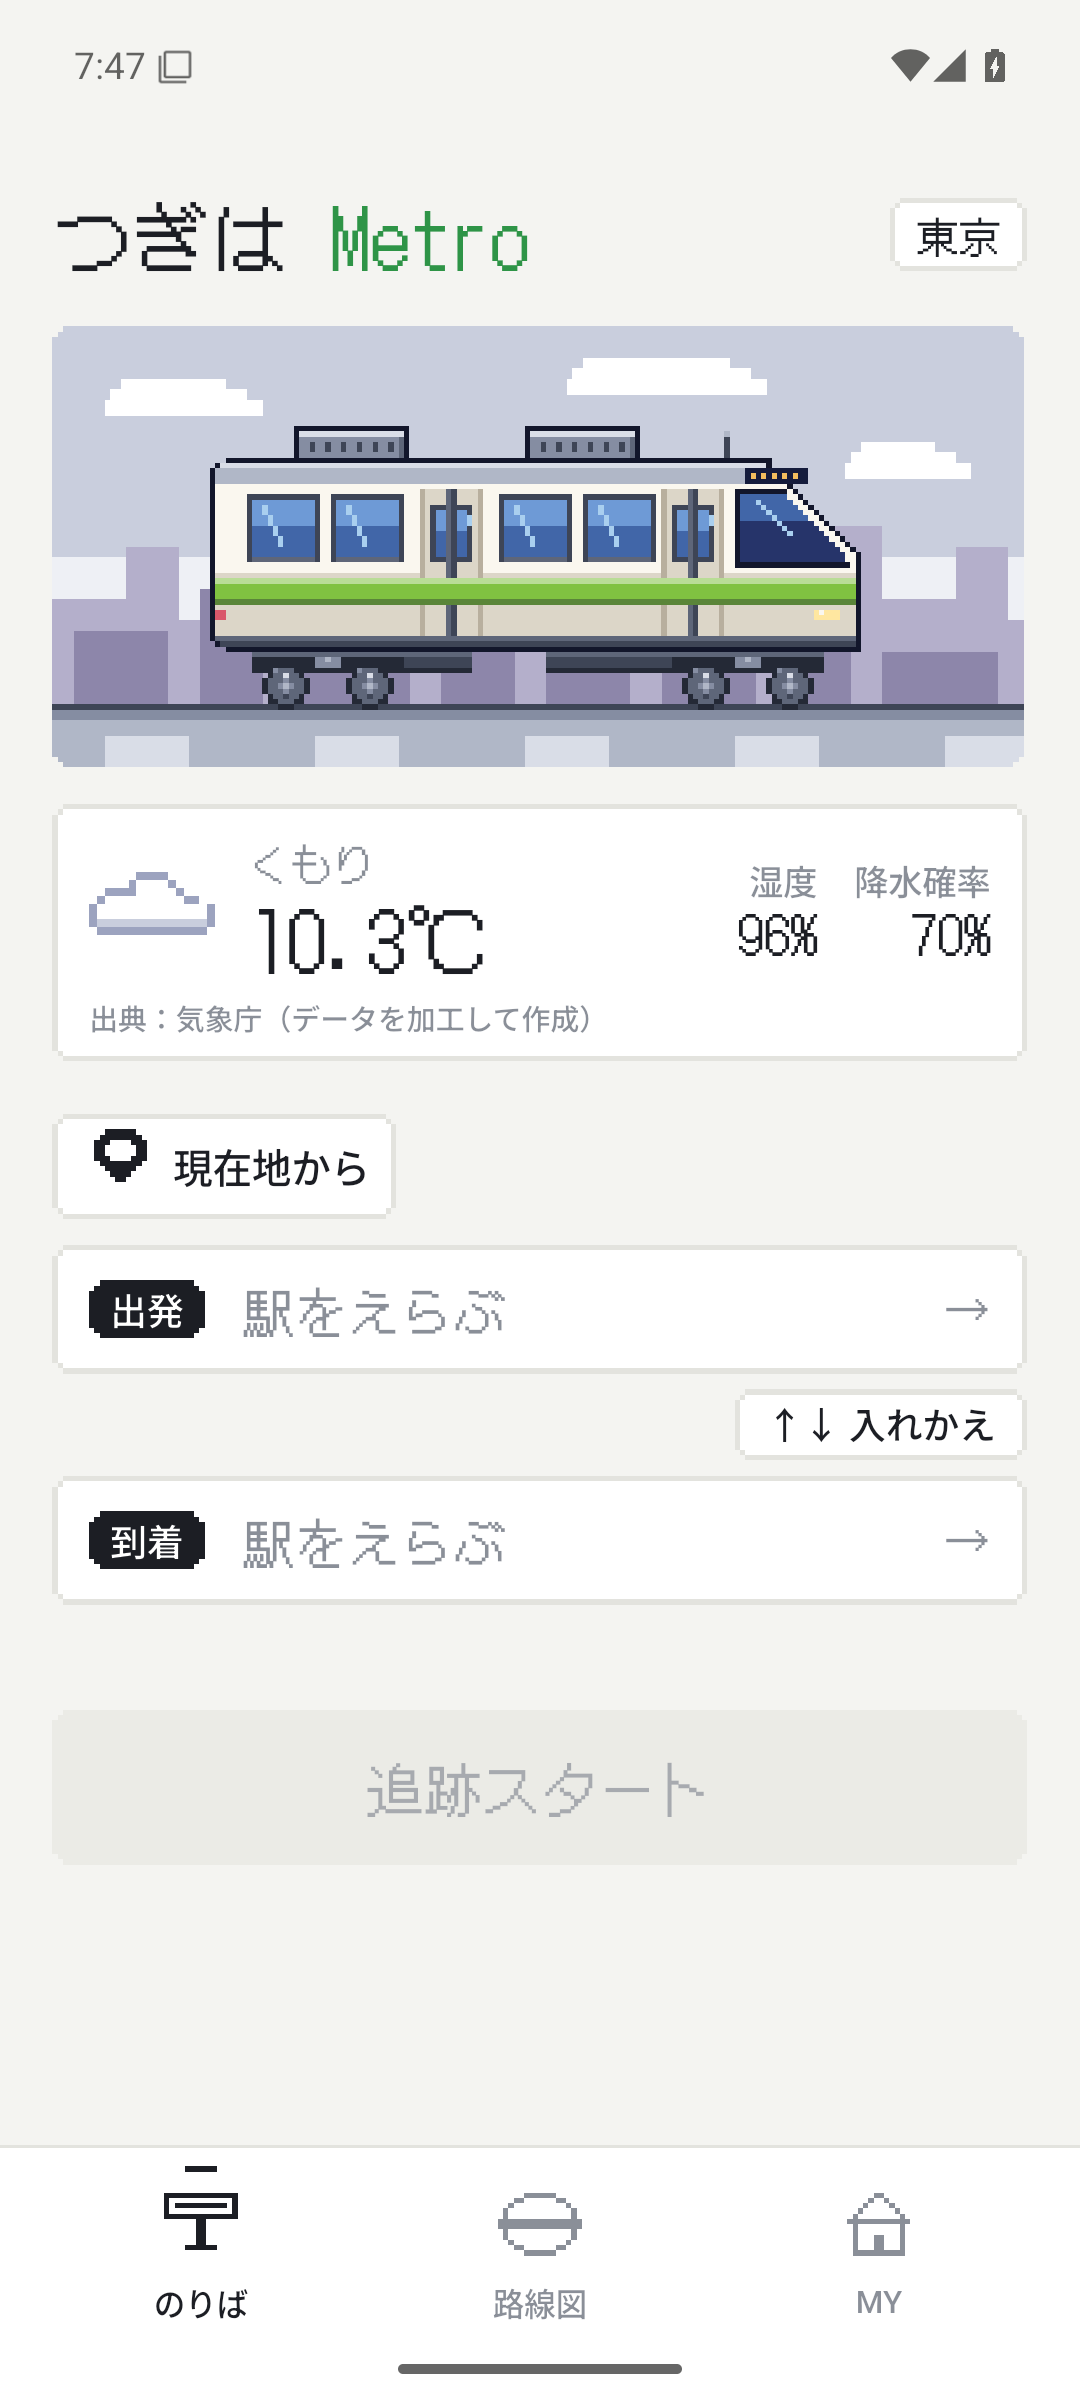 7:47
つぎは Metro
東京
くもり
10.3℃
湿度 降水確率
96% 70%
出典：気象庁（データを加工して作成）
現在地から
出発 駅をえらぶ →
↑↓ 入れかえ
到着 駅をえらぶ →
追跡スタート
のりば 路線図 MY